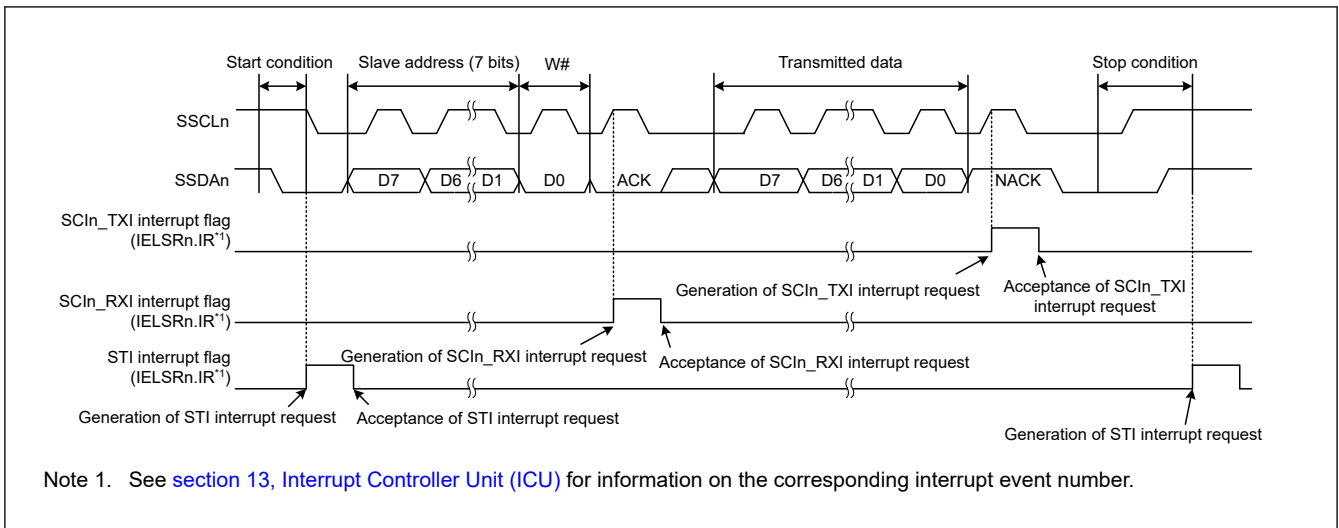 Start condition
Slave address (7 bits)
W#
Transmitted data
Stop condition
SSCLn
SSDAn
D7
D6
D1
D0
ACK
D7
D6
D1
D0
NACK
SCIn_TXI interrupt flag
(IELSRn.IR*1)
Generation of SCIn_TXI interrupt request
Acceptance of SCIn_TXI
interrupt request
SCIn_RXI interrupt flag
(IELSRn.IR*1)
Generation of SCIn_RXI interrupt request
Acceptance of SCIn_RXI interrupt request
STI interrupt flag
(IELSRn.IR*1)
Generation of STI interrupt request
Acceptance of STI interrupt request
Generation of STI interrupt request
Note 1. See section 13, Interrupt Controller Unit (ICU) for information on the corresponding interrupt event number.